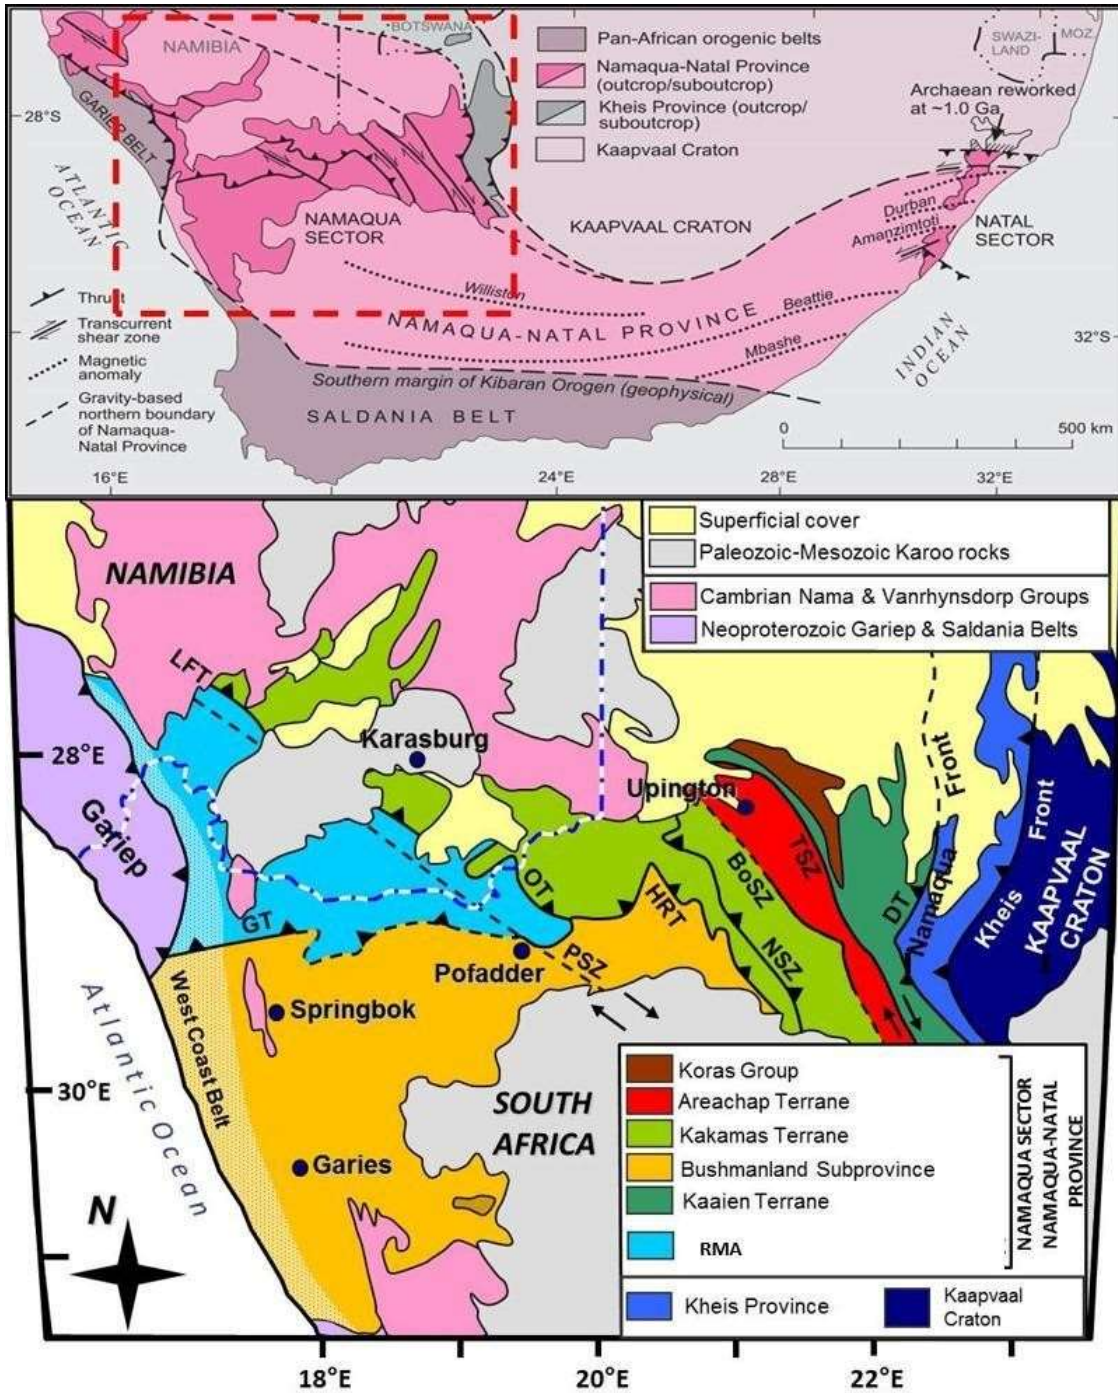 NAMIBIA
BOTSWANA
SWAZI-
LAND
MOZ.
Pan-African orogenic belts
Namaqua-Natal Province
(outcrop/suboutcrop)
Kheis Province (outcrop/
suboutcrop)
Kaapvaal Craton
Archaean reworked
at ~1.0 Ga
28°S
GARIEP BELT
ATLANTIC
OCEAN
NAMAQUA
SECTOR
KAAPVAAL CRATON
Durban
Amanzimtoti
NATAL
SECTOR
Williston
Beattie
NAMAQUA-NATAL PROVINCE
Mbashe
INDIAN
OCEAN
32°S
Thrust
Transcurrent
shear zone
Magnetic
anomaly
Gravity-based
northern boundary
of Namaqua-
Natal Province
Southern margin of Kibaran Orogen (geophysical)
SALDANIA BELT
0
500 km
16°E
24°E
28°E
32°E
Superficial cover
Paleozoic-Mesozoic Karoo rocks
Cambrian Nama & Vanrhynsdorp Groups
Neoproterozoic Gariep & Saldania Belts
NAMIBIA
LFT
28°E
Karasburg
Upington
Gariep
GT
OT
HRT
BoSZ
TSZ
NSZ
DT
Namaqua
Front
Kheis
Front
KAAPVAAL
CRATON
Pofadder
PSZ
Springbok
West Coast Belt
Atlantic Ocean
30°E
SOUTH
AFRICA
Garies
N
Koras Group
Areachap Terrane
Kakamas Terrane
Bushmanland Subprovince
Kaaien Terrane
RMA
NAMAQUA SECTOR
NAMAQUA-NATAL
PROVINCE
Kheis Province
Kaapvaal
Craton
18°E
20°E
22°E